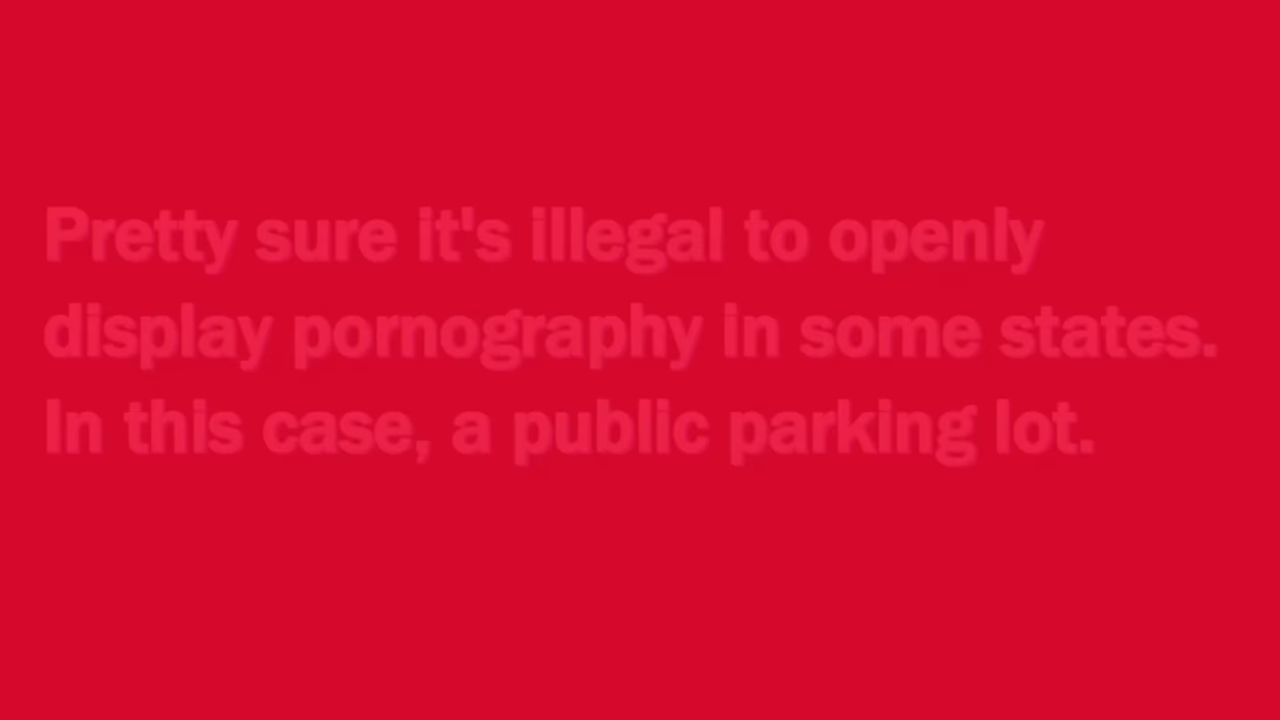 Pretty sure it's illegal to openly
display pornography in some states.
In this case, a public parking lot.